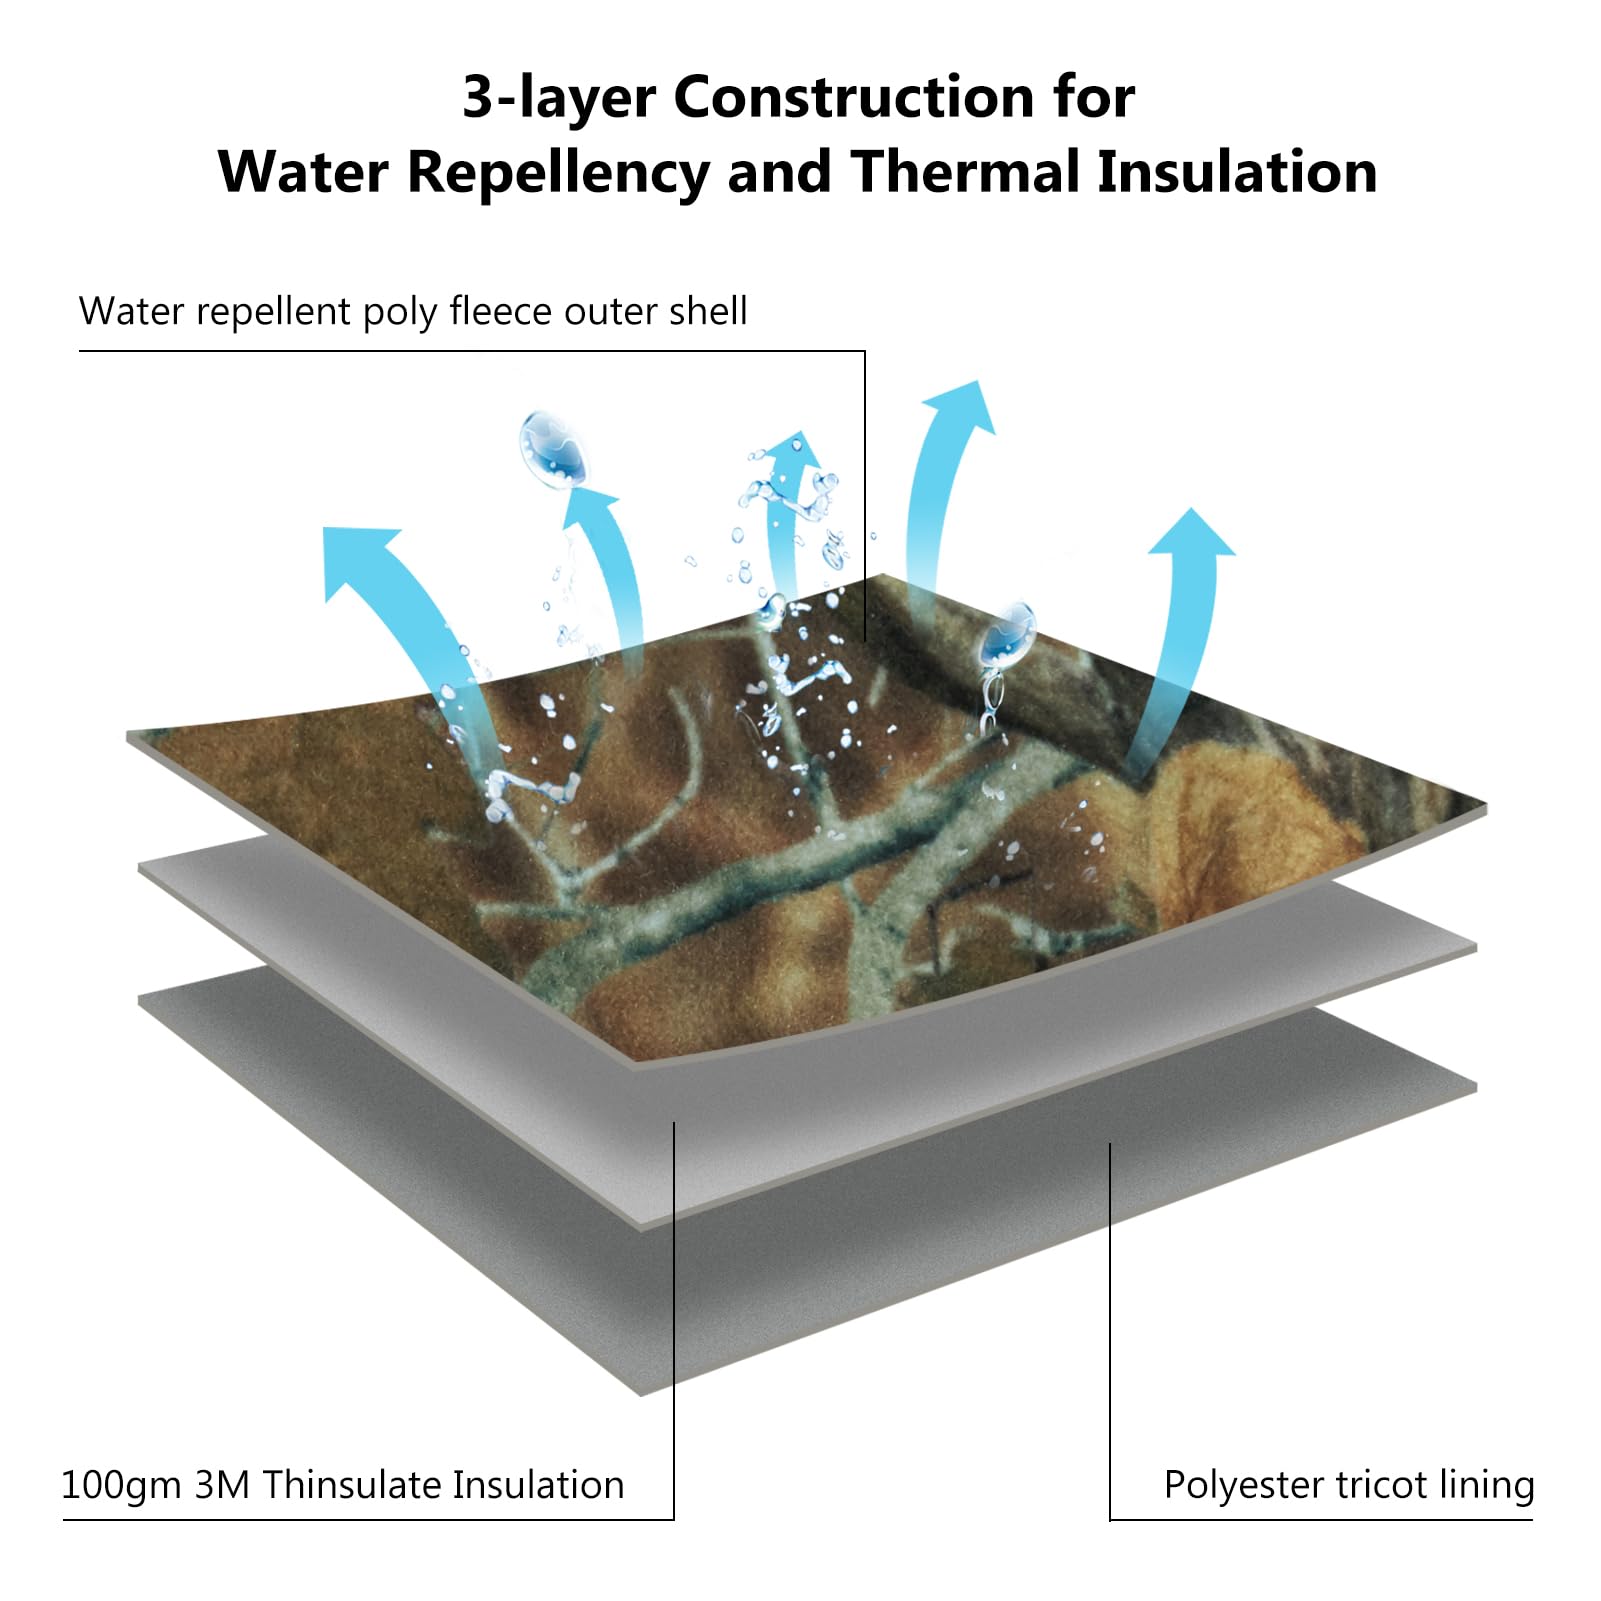 3-layer Construction for
Water Repellency and Thermal Insulation
Water repellent poly fleece outer shell
100gm 3M Thinsulate Insulation
Polyester tricot lining